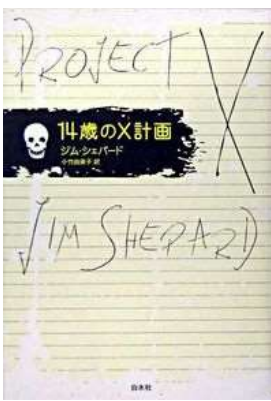 PROJECT X
14歳のX計画
ジム・シェパード
小竹由美子 訳
JIM SHEPARD
白水社